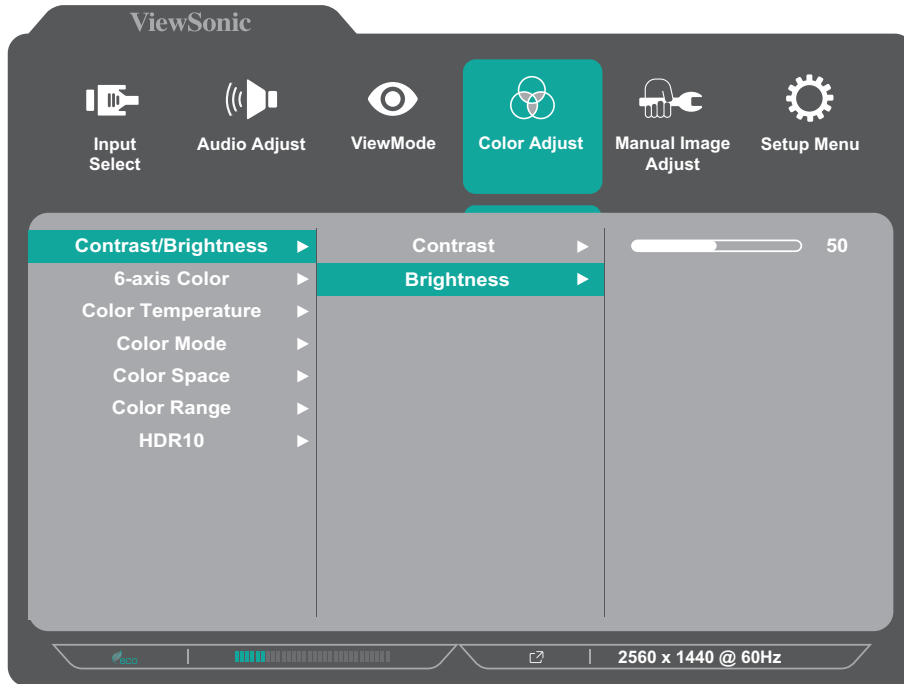 ViewSonic
Input Select
Audio Adjust
ViewMode
Color Adjust
Manual Image Adjust
Setup Menu
Contrast/Brightness
Contrast
50
6-axis Color
Brightness
Color Temperature
Color Mode
Color Space
Color Range
HDR10
eco
2560 x 1440 @ 60Hz